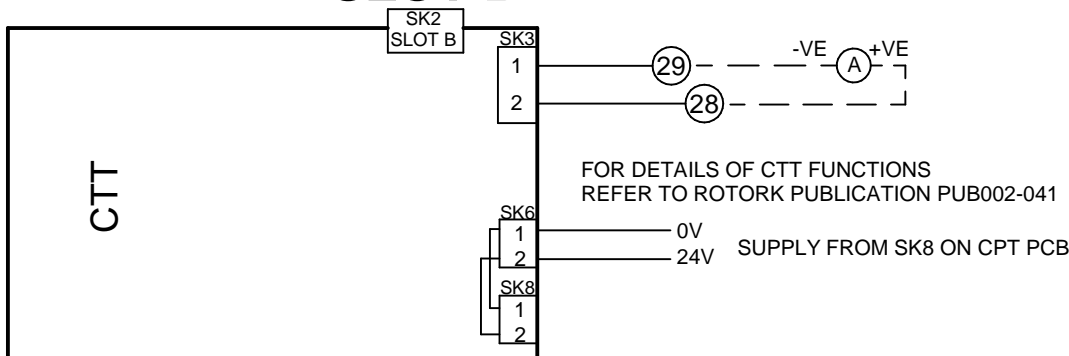 SK2
SLOT B
SK3
1
2
29
28
-VE
A
+VE
CTT
FOR DETAILS OF CTT FUNCTIONS
REFER TO ROTORK PUBLICATION PUB002-041
SK6
1
2
0V
24V
SUPPLY FROM SK8 ON CPT PCB
SK8
1
2